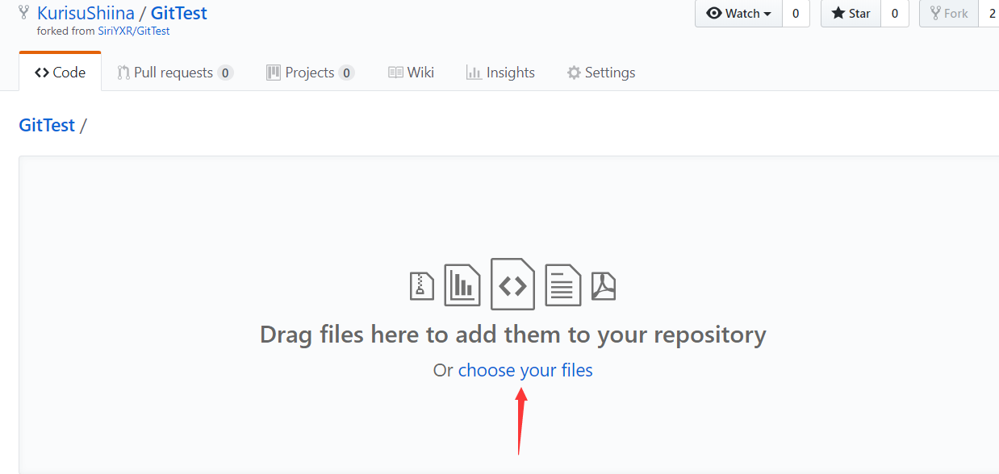 KurisuShiina / GitTest
Watch 0 Star 0 Fork 2
forked from SiriYXR/GitTest
Code Pull requests 0 Projects 0 Wiki Insights Settings
GitTest /
Drag files here to add them to your repository
Or choose your files